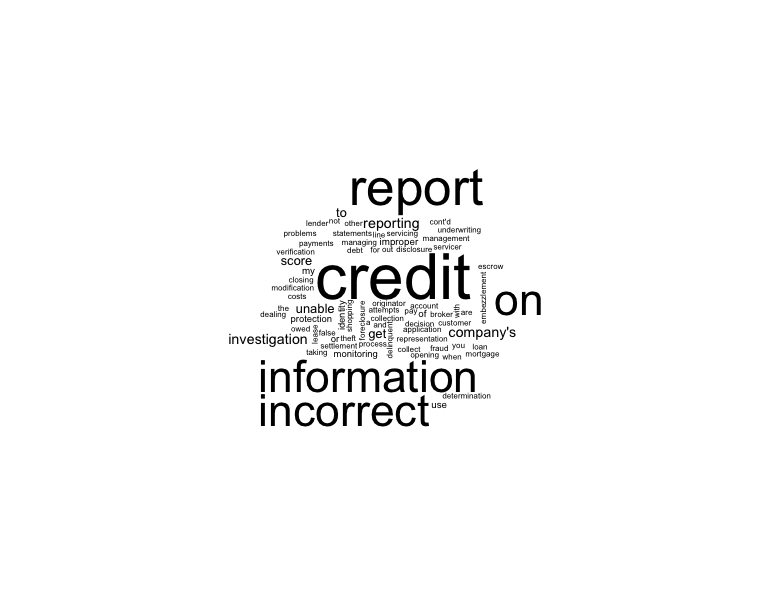 report
to
lender not other reporting cont'd
problems statements line servicing underwriting
payments managing improper management
verification debt for out disclosure servicer
score
my credit escrow
closing
modification
costs
embezzlement
on
the unable identity shopping foreclosure originator account with
dealing protection attempts pay of broker are
a collection
owed lease false and decision customer
investigation or theft get delinquent application company's
settlement process representation
taking monitoring collect fraud you loan
opening when mortgage
information
determination
incorrect use